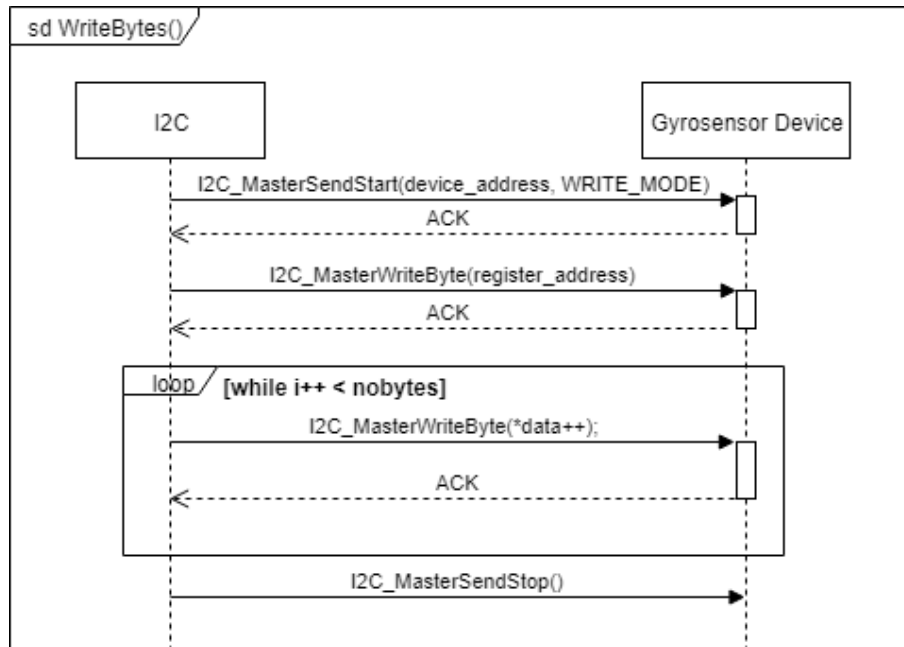 sd WriteBytes()
I2C
Gyrosensor Device
I2C_MasterSendStart(device_address, WRITE_MODE)
ACK
I2C_MasterWriteByte(register_address)
ACK
loop
[while i++ < nobytes]
I2C_MasterWriteByte(*data++);
ACK
I2C_MasterSendStop()